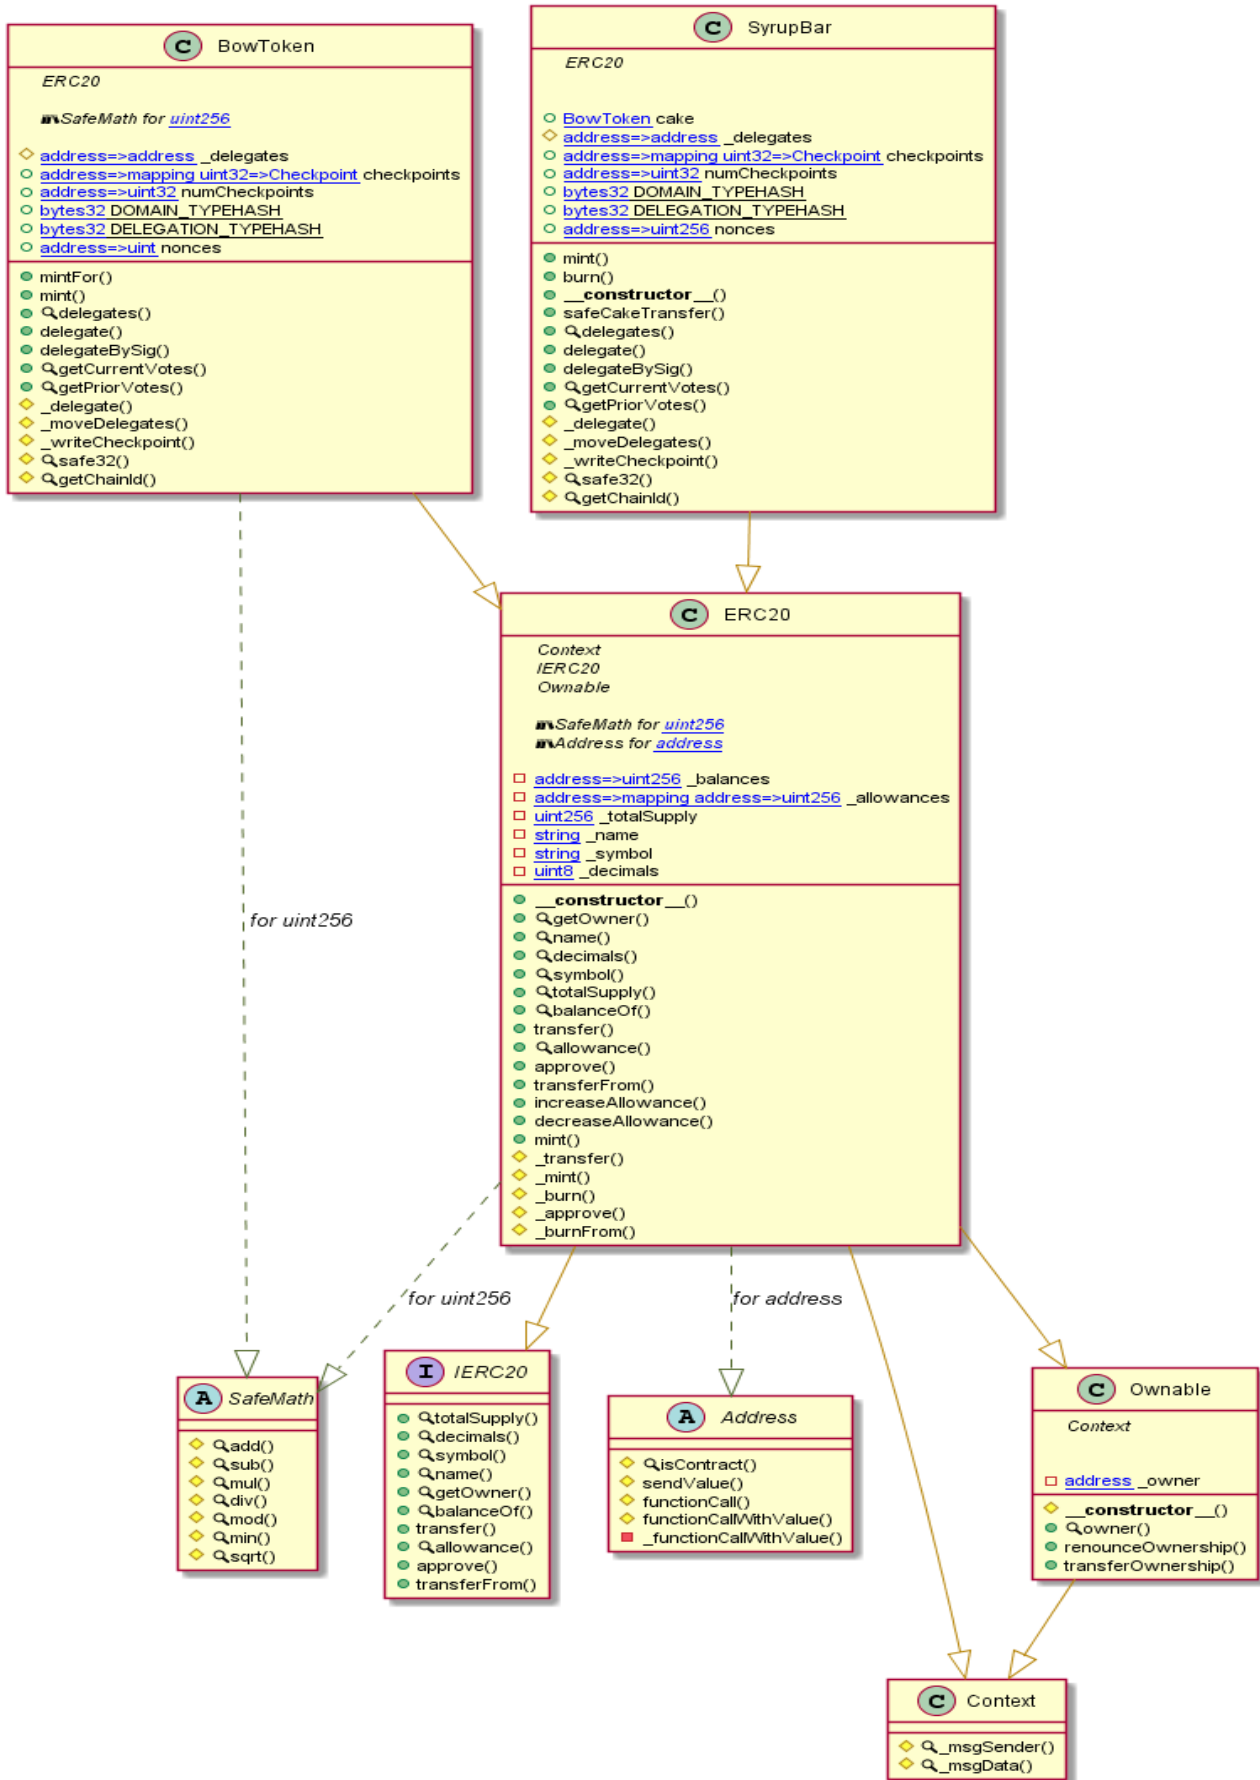 C BowToken
ERC20
SafeMath for uint256
address=>address _delegates
address=>mapping uint32=>Checkpoint checkpoints
address=>uint32 numCheckpoints
bytes32 DOMAIN_TYPEHASH
bytes32 DELEGATION_TYPEHASH
address=>uint nonces
mintFor()
mint()
delegates()
delegate()
delegateBySig()
getCurrentVotes()
getPriorVotes()
_delegate()
_moveDelegates()
_writeCheckpoint()
safe32()
getChainId()
C SyrupBar
ERC20
BowToken cake
address=>address _delegates
address=>mapping uint32=>Checkpoint checkpoints
address=>uint32 numCheckpoints
bytes32 DOMAIN_TYPEHASH
bytes32 DELEGATION_TYPEHASH
address=>uint256 nonces
mint()
burn()
__constructor__()
safeCakeTransfer()
delegates()
delegate()
delegateBySig()
getCurrentVotes()
getPriorVotes()
_delegate()
_moveDelegates()
_writeCheckpoint()
safe32()
getChainId()
C ERC20
Context
IERC20
Ownable
SafeMath for uint256
Address for address
address=>uint256 _balances
address=>mapping address=>uint256 _allowances
uint256 _totalSupply
string _name
string _symbol
uint8 _decimals
__constructor__()
getOwner()
name()
decimals()
symbol()
totalSupply()
balanceOf()
transfer()
allowance()
approve()
transferFrom()
increaseAllowance()
decreaseAllowance()
mint()
_transfer()
_mint()
_burn()
_approve()
_burnFrom()
for uint256
for uint256
for address
A SafeMath
add()
sub()
mul()
div()
mod()
min()
sqrt()
I IERC20
totalSupply()
decimals()
symbol()
name()
getOwner()
balanceOf()
transfer()
allowance()
approve()
transferFrom()
A Address
isContract()
sendValue()
functionCall()
functionCallWithValue()
_functionCallWithValue()
C Ownable
Context
address _owner
__constructor__()
owner()
renounceOwnership()
transferOwnership()
C Context
_msgSender()
_msgData()